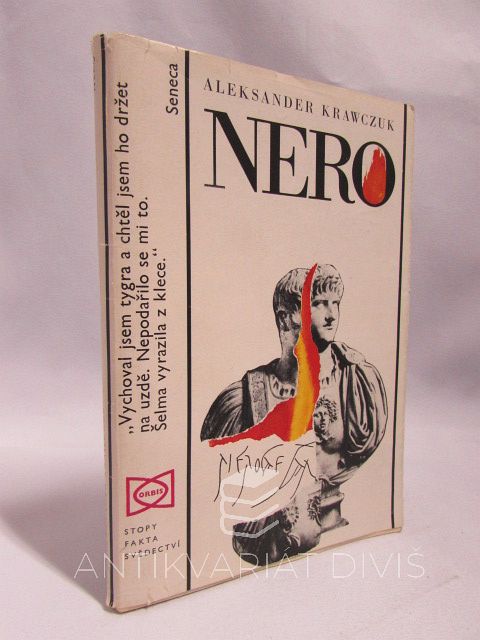 ALEKSANDER KRAWCZUK
NERO
„Vychoval jsem tygra a chtěl jsem ho držet
na uzdě. Nepodařilo se mi to.
Šelma vyrazila z klece.“
Seneca
ORBIS
STOPY
FAKTA
SVĚDECTVÍ
ANTIKVARIÁT DIVIŠ